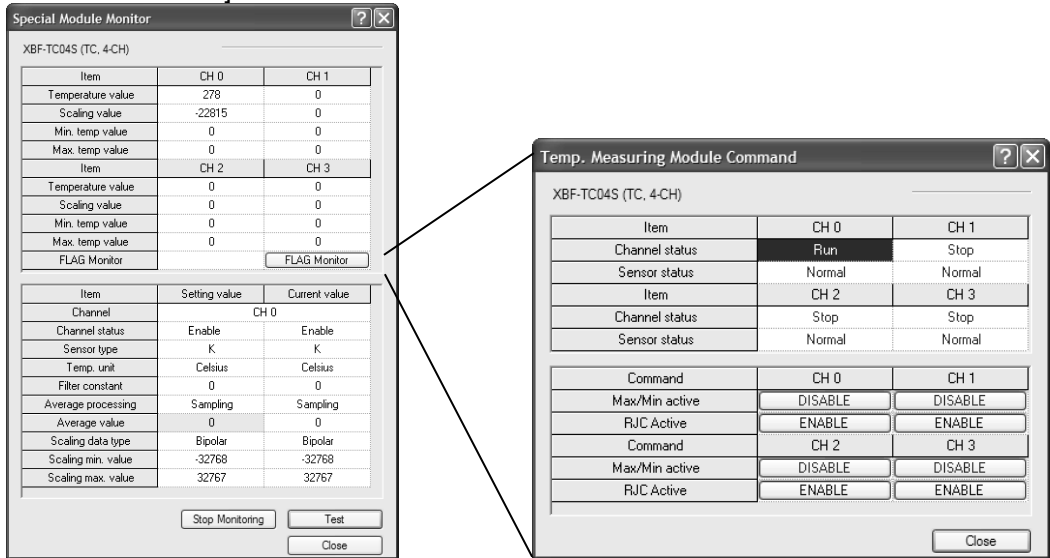 Special Module Monitor
XBF-TC04S (TC, 4-CH)
Item CH 0 CH 1
Temperature value 278 0
Scaling value -22815 0
Min. temp value 0 0
Max. temp value 0 0
Item CH 2 CH 3
Temperature value 0 0
Scaling value 0 0
Min. temp value 0 0
Max. temp value 0 0
FLAG Monitor FLAG Monitor
Item Setting value Current value
Channel CH 0
Channel status Enable Enable
Sensor type K K
Temp. unit Celsius Celsius
Filter constant 0 0
Average processing Sampling Sampling
Average value 0 0
Scaling data type Bipolar Bipolar
Scaling min. value -32768 -32768
Scaling max. value 32767 32767
Stop Monitoring Test
Close
Temp. Measuring Module Command
XBF-TC04S (TC, 4-CH)
Item CH 0 CH 1
Channel status Run Stop
Sensor status Normal Normal
Item CH 2 CH 3
Channel status Stop Stop
Sensor status Normal Normal
Command CH 0 CH 1
Max/Min active DISABLE DISABLE
RJC Active ENABLE ENABLE
Command CH 2 CH 3
Max/Min active DISABLE DISABLE
RJC Active ENABLE ENABLE
Close